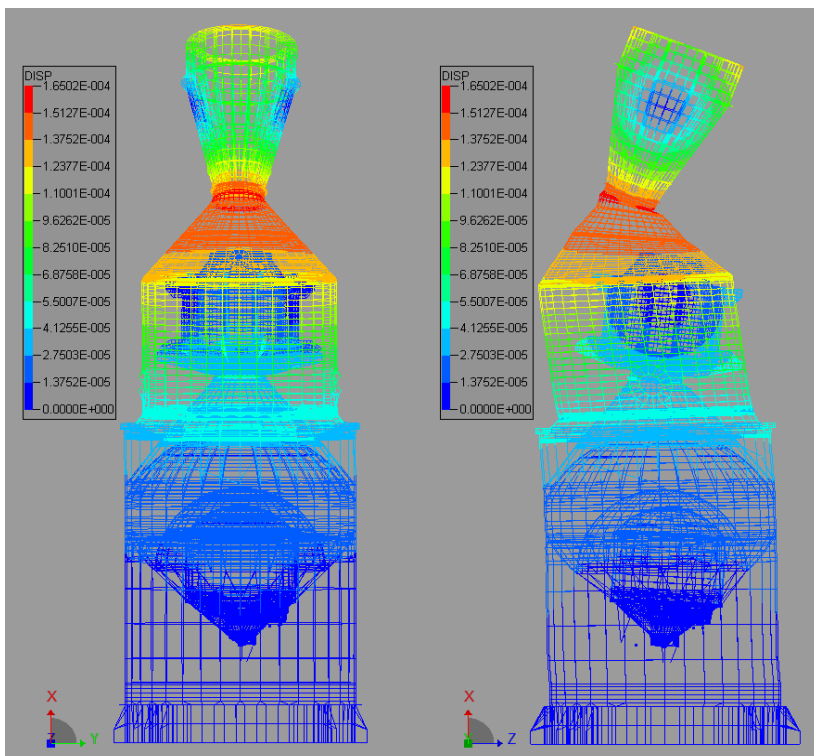 DISP
1.6502E-004
1.5127E-004
1.3752E-004
1.2377E-004
1.1001E-004
9.6262E-005
8.2510E-005
6.8758E-005
5.5007E-005
4.1255E-005
2.7503E-005
1.3752E-005
0.0000E+000
X
Z
Y
DISP
1.6502E-004
1.5127E-004
1.3752E-004
1.2377E-004
1.1001E-004
9.6262E-005
8.2510E-005
6.8758E-005
5.5007E-005
4.1255E-005
2.7503E-005
1.3752E-005
0.0000E+000
X
Y
Z